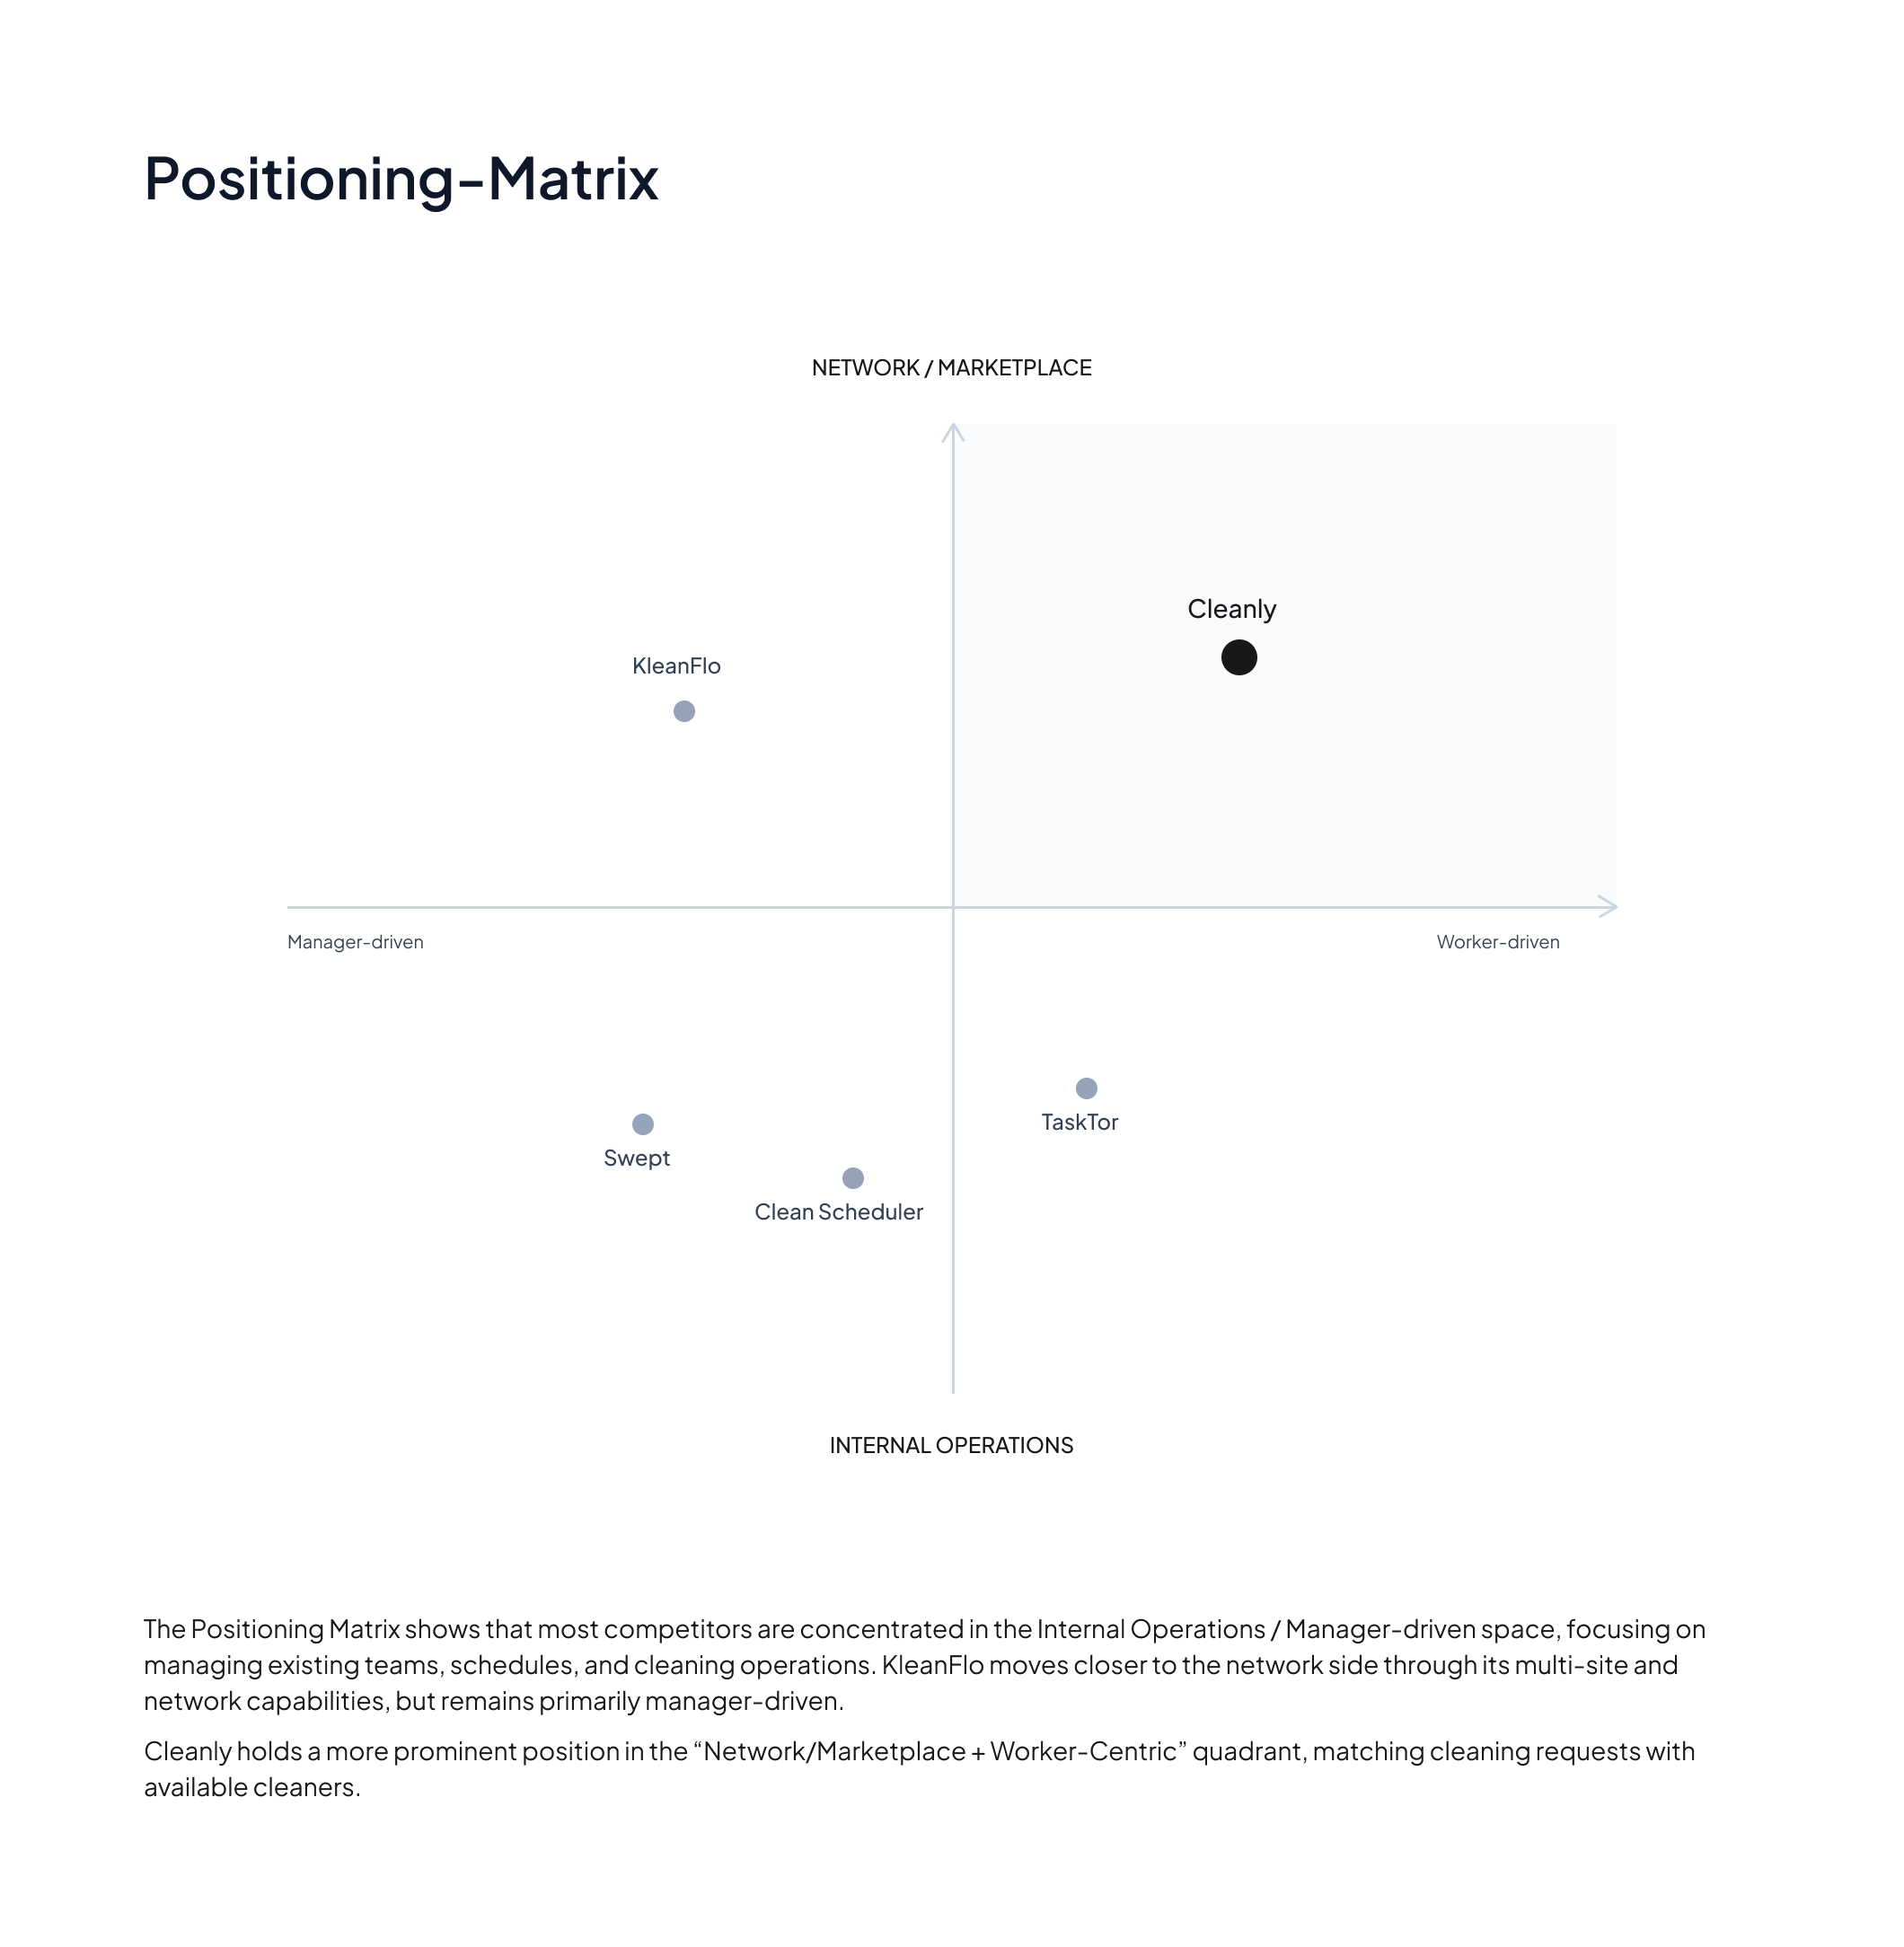 Positioning-Matrix
NETWORK / MARKETPLACE
Cleanly
KleanFlo
Manager-driven
Worker-driven
TaskTor
Swept
Clean Scheduler
INTERNAL OPERATIONS
The Positioning Matrix shows that most competitors are concentrated in the Internal Operations / Manager-driven space, focusing on
managing existing teams, schedules, and cleaning operations. KleanFlo moves closer to the network side through its multi-site and
network capabilities, but remains primarily manager-driven.
Cleanly holds a more prominent position in the “Network/Marketplace + Worker-Centric” quadrant, matching cleaning requests with
available cleaners.